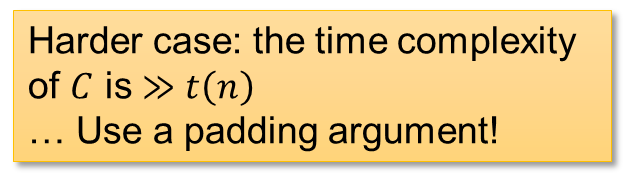 Harder case: the time complexity
of 𝐶 is ≫ 𝑡(𝑛)
… Use a padding argument!